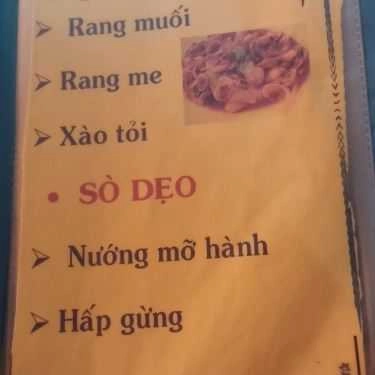 Rang muối
Rang me
Xào tỏi
SÒ DẸO
Nướng mỡ hành
Hấp gừng